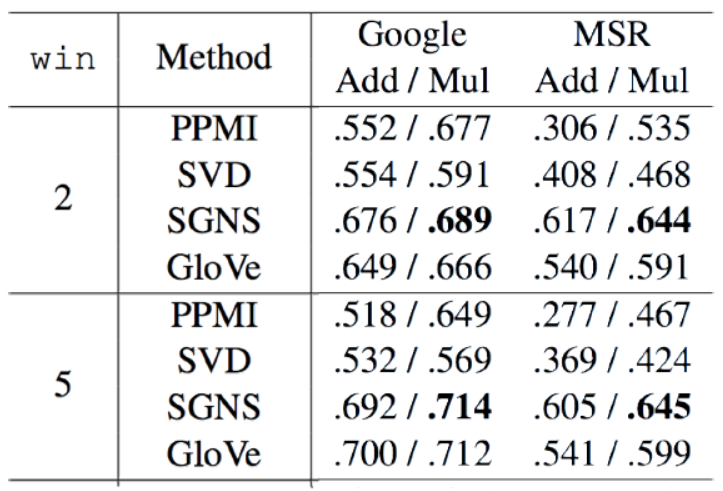 win Method Google MSR
Add / Mul Add / Mul
2 PPMI .552 / .677 .306 / .535
SVD .554 / .591 .408 / .468
SGNS .676 / .689 .617 / .644
GloVe .649 / .666 .540 / .591
5 PPMI .518 / .649 .277 / .467
SVD .532 / .569 .369 / .424
SGNS .692 / .714 .605 / .645
GloVe .700 / .712 .541 / .599